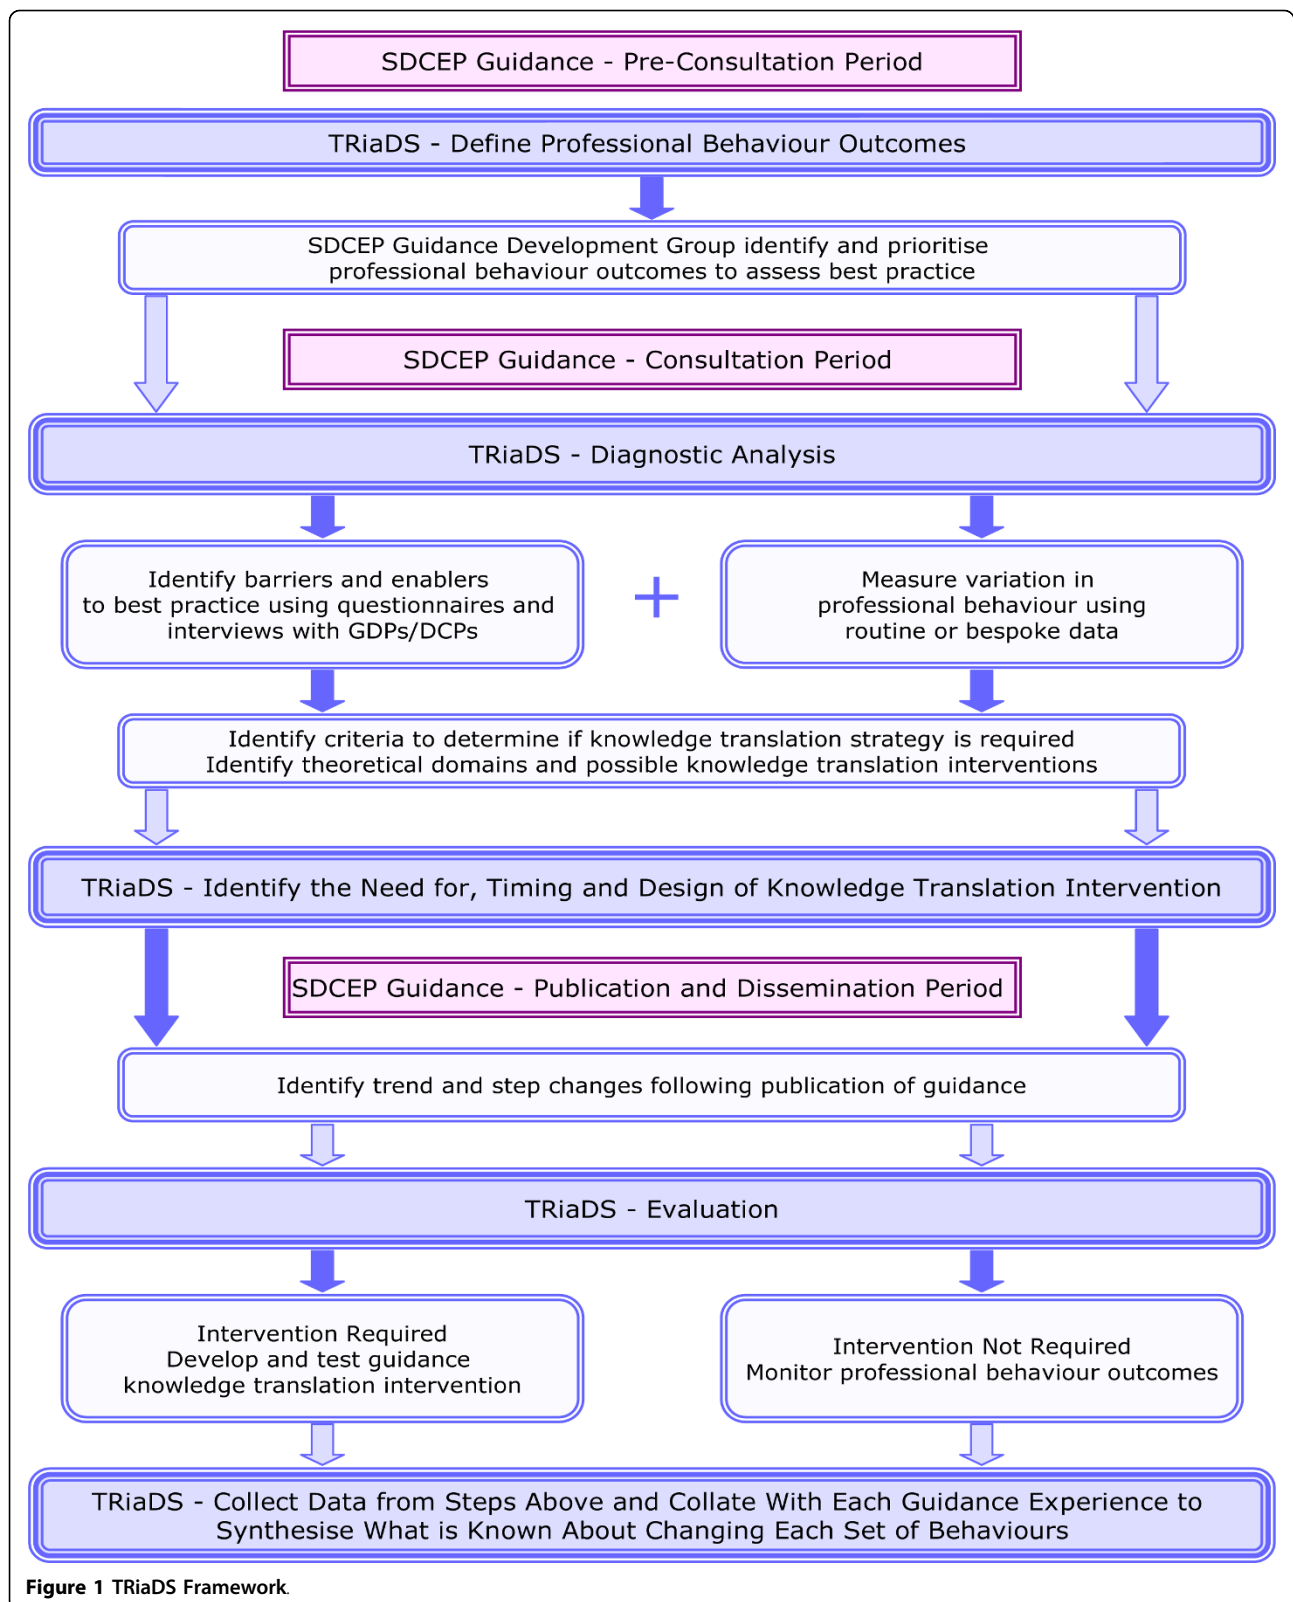 SDCEP Guidance - Pre-Consultation Period
TRiaDS - Define Professional Behaviour Outcomes
SDCEP Guidance Development Group identify and prioritise
professional behaviour outcomes to assess best practice
SDCEP Guidance - Consultation Period
TRiaDS - Diagnostic Analysis
Identify barriers and enablers
to best practice using questionnaires and
interviews with GDPs/DCPs
+
Measure variation in
professional behaviour using
routine or bespoke data
Identify criteria to determine if knowledge translation strategy is required
Identify theoretical domains and possible knowledge translation interventions
TRiaDS - Identify the Need for, Timing and Design of Knowledge Translation Intervention
SDCEP Guidance - Publication and Dissemination Period
Identify trend and step changes following publication of guidance
TRiaDS - Evaluation
Intervention Required
Develop and test guidance
knowledge translation intervention
Intervention Not Required
Monitor professional behaviour outcomes
TRiaDS - Collect Data from Steps Above and Collate With Each Guidance Experience to
Synthesise What is Known About Changing Each Set of Behaviours
Figure 1 TRiaDS Framework.